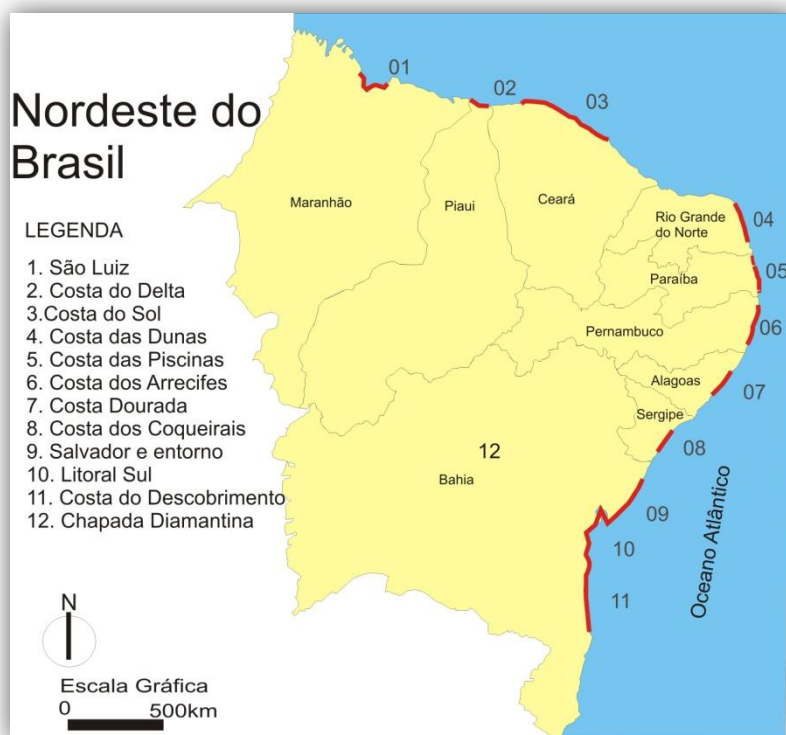 Nordeste do
Brasil
LEGENDA
1. São Luiz
2. Costa do Delta
3.Costa do Sol
4. Costa das Dunas
5. Costa das Piscinas
6. Costa dos Arrecifes
7. Costa Dourada
8. Costa dos Coqueirais
9. Salvador e entorno
10. Litoral Sul
11. Costa do Descobrimento
12. Chapada Diamantina
N
Escala Gráfica
0 500km
01
02
03
04
05
06
07
08
09
10
11
12
Maranhão
Piaui
Ceará
Rio Grande
do Norte
Paraíba
Pernambuco
Alagoas
Sergipe
Bahia
Oceano Atlântico